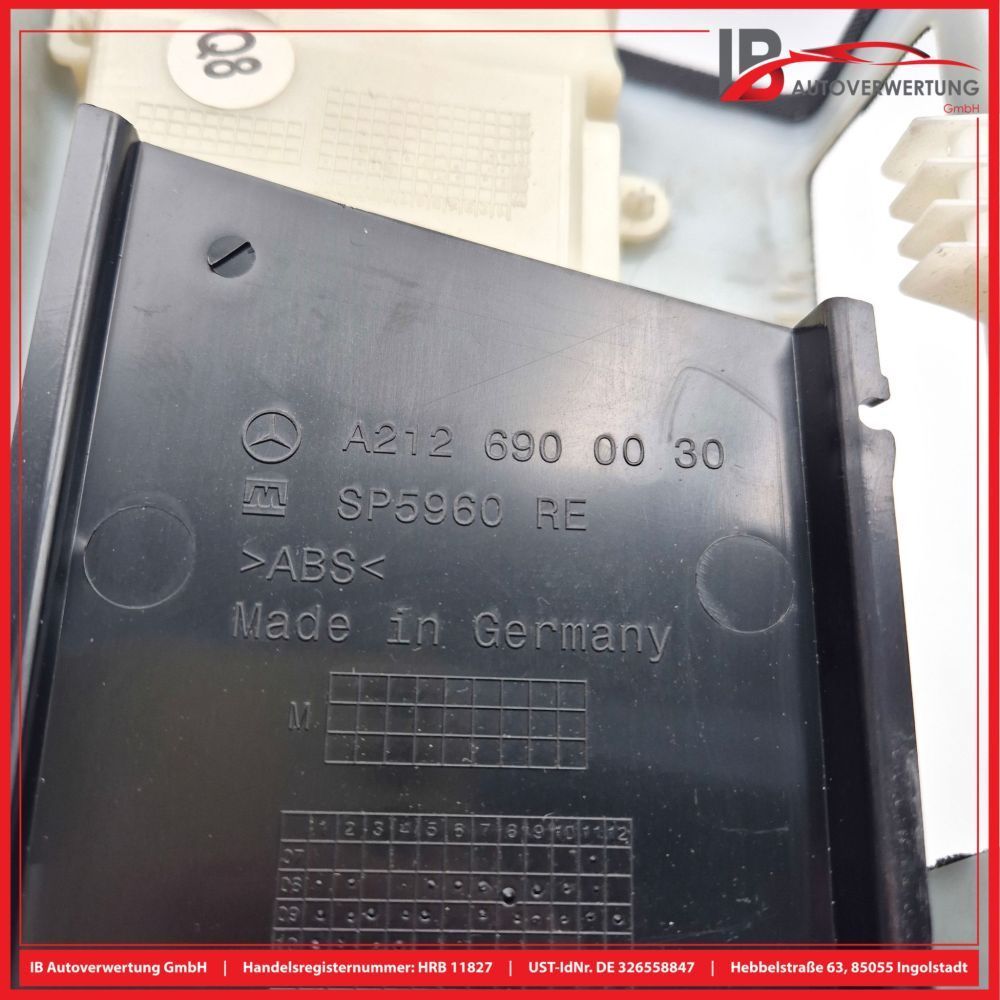 Q8
IB
AUTOVERWERTUNG
GmbH
A212 690 00 30
SP5960 RE
>ABS<
Made in Germany
M
1 2 3 4 5 6 7 8 9 10 11 12
07
08
09
IB Autoverwertung GmbH | Handelsregisternummer: HRB 11827 | UST-IdNr. DE 326558847 | Hebbelstraße 63, 85055 Ingolstadt